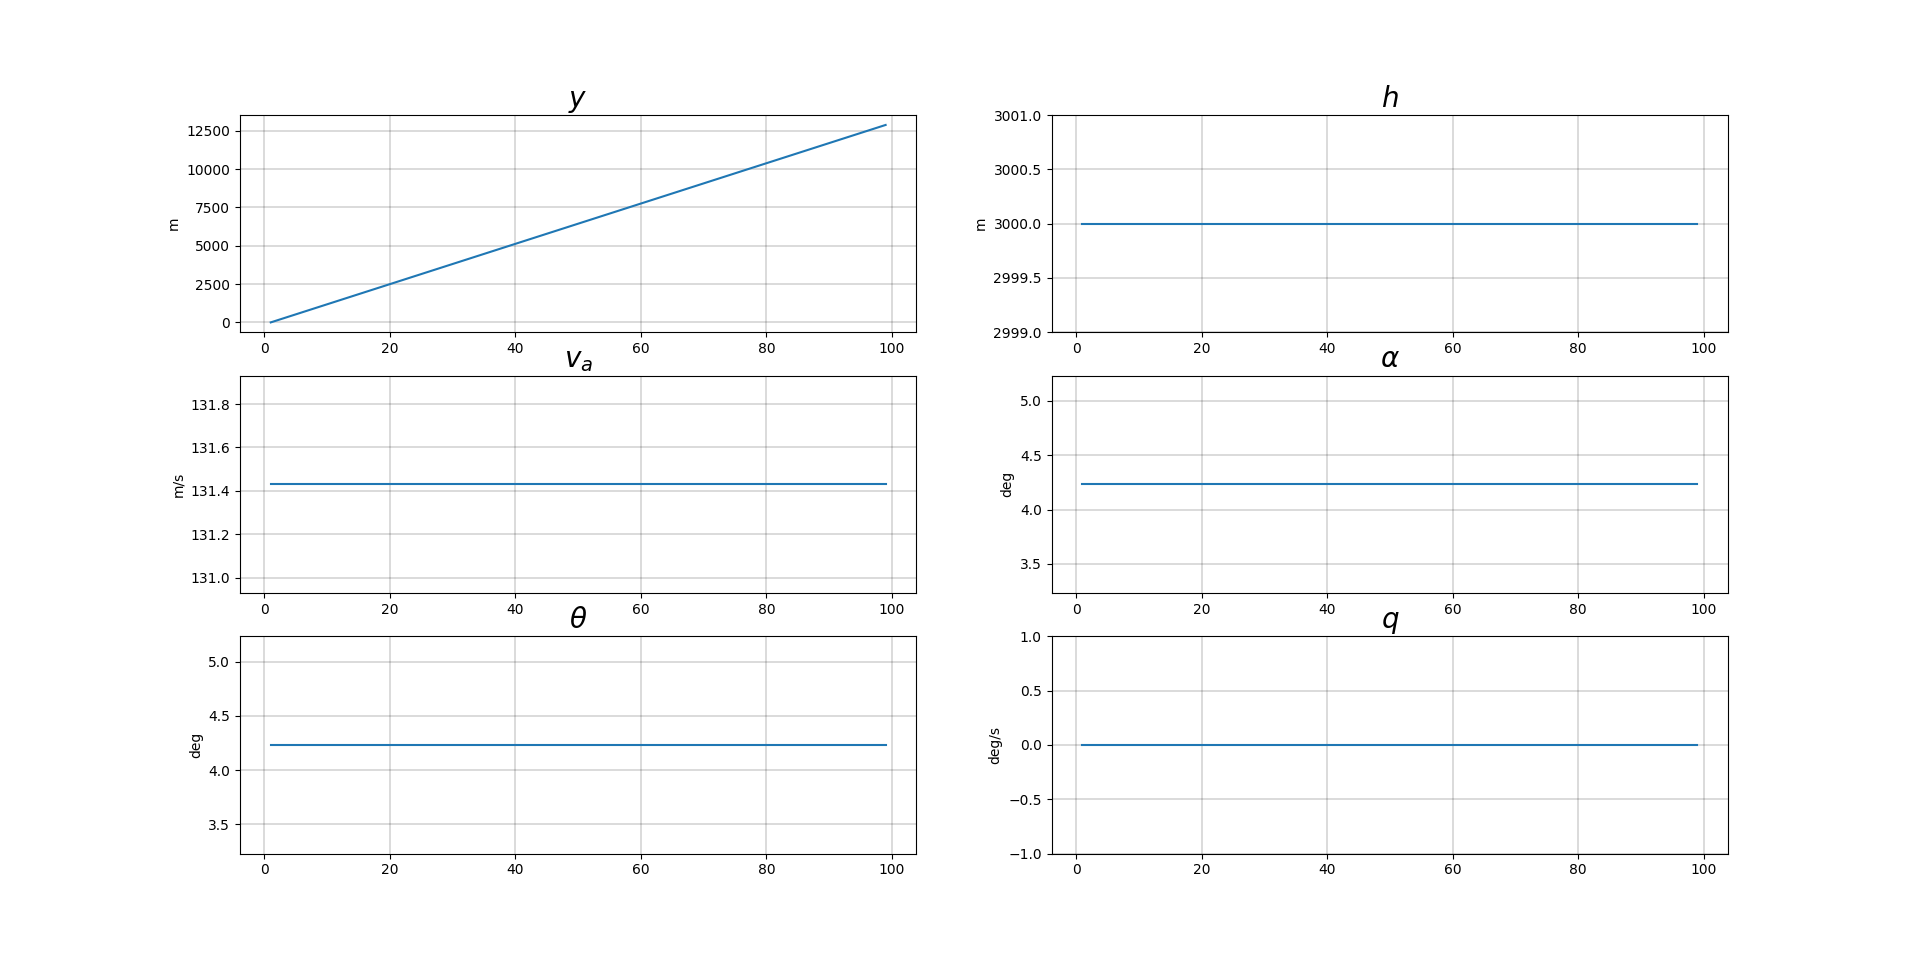 y
12500
10000
7500
5000
2500
0
m
0 20 40 60 80 100
h
3001.0
3000.5
3000.0
2999.5
2999.0
m
0 20 40 60 80 100
vₐ
131.8
131.6
131.4
131.2
131.0
m/s
0 20 40 60 80 100
α
5.0
4.5
4.0
3.5
deg
0 20 40 60 80 100
θ
5.0
4.5
4.0
3.5
deg
0 20 40 60 80 100
q
1.0
0.5
0.0
−0.5
−1.0
deg/s
0 20 40 60 80 100